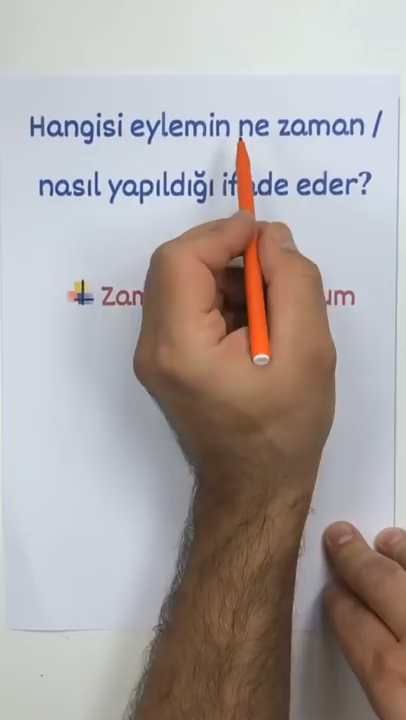 Hangisi eylemin ne zaman /
nasıl yapıldığı ifade eder?